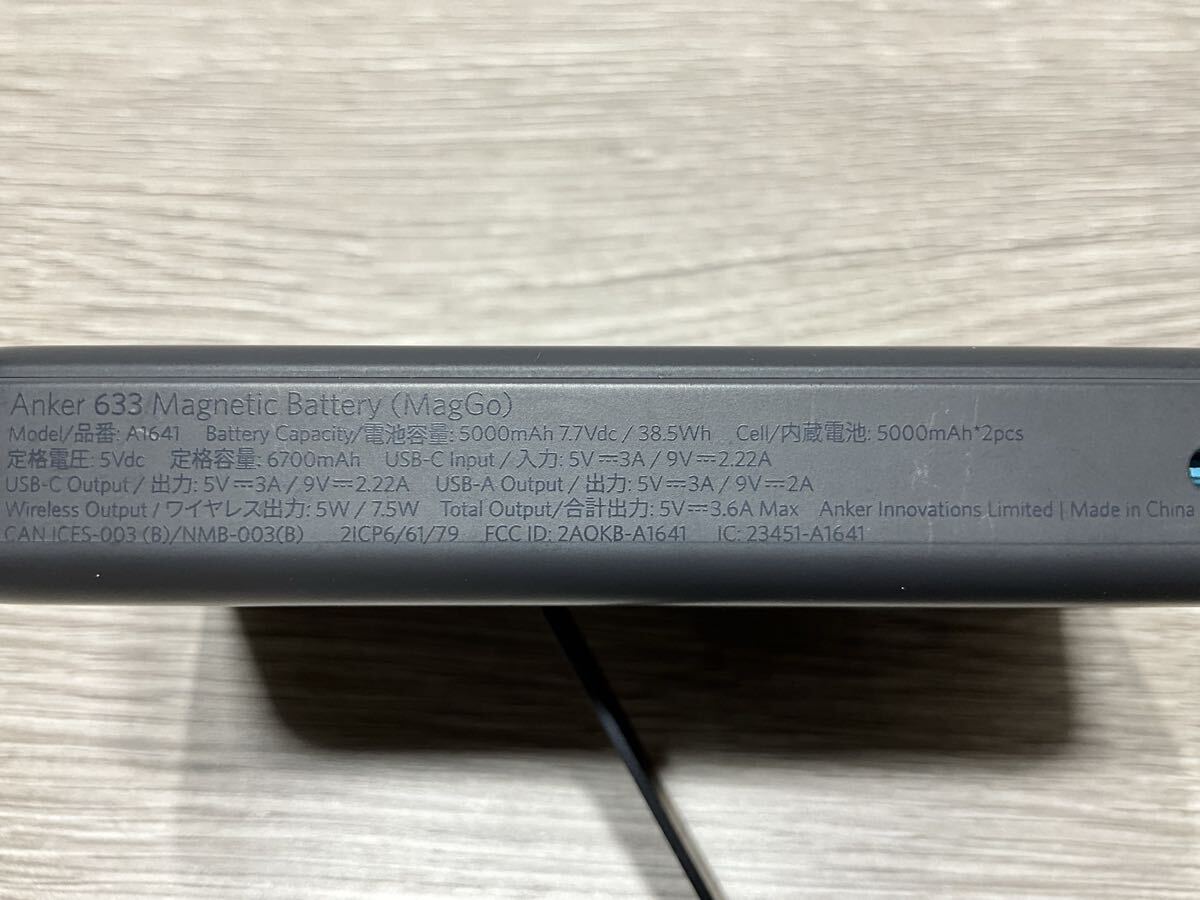 Anker 633 Magnetic Battery (MagGo)
Model/品番: A1641 Battery Capacity/電池容量: 5000mAh 7.7Vdc / 38.5Wh Cell/内蔵電池: 5000mAh*2pcs
定格電圧: 5Vdc 定格容量: 6700mAh USB-C Input / 入力: 5V⎓3A / 9V⎓2.22A
USB-C Output / 出力: 5V⎓3A / 9V⎓2.22A USB-A Output / 出力: 5V⎓3A / 9V⎓2A
Wireless Output / ワイヤレス出力: 5W / 7.5W Total Output/合計出力: 5V⎓3.6A Max Anker Innovations Limited | Made in China
CAN ICES-003 (B)/NMB-003(B) 2ICP6/61/79 FCC ID: 2AOKB-A1641 IC: 23451-A1641